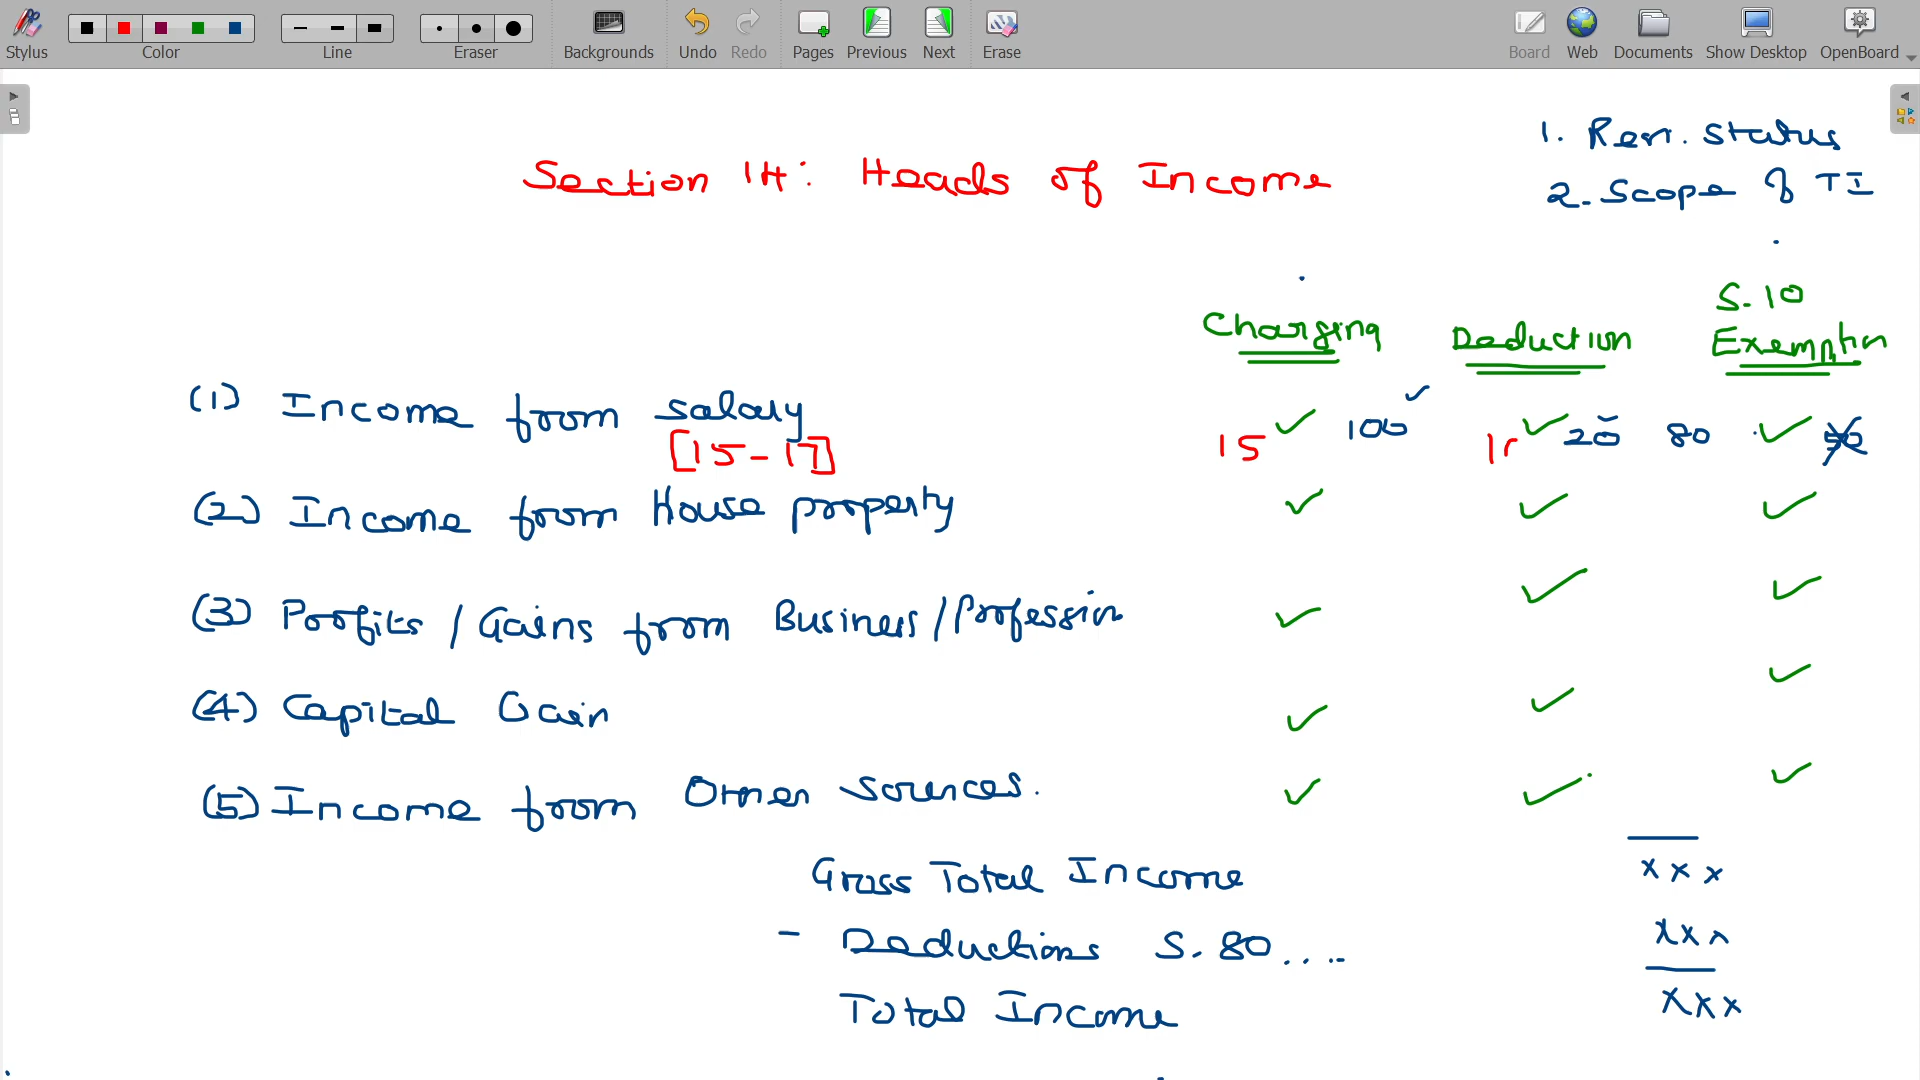 Stylus Color Line Eraser Backgrounds Undo Redo Pages Previous Next Erase Board Web Documents Show Desktop OpenBoard
1. Resi. Status
2. Scope of TI
Section 14: Heads of Income
S. 10
Charging Deduction Exemption
(1) Income from salary 100 20 80
[15-17] 15 1
(2) Income from House property
(3) Profits / Gains from Business / Profession
(4) Capital Gain
(5) Income from Other sources.
Gross Total Income xxx
- Deductions S. 80.... xxx
Total Income xxx